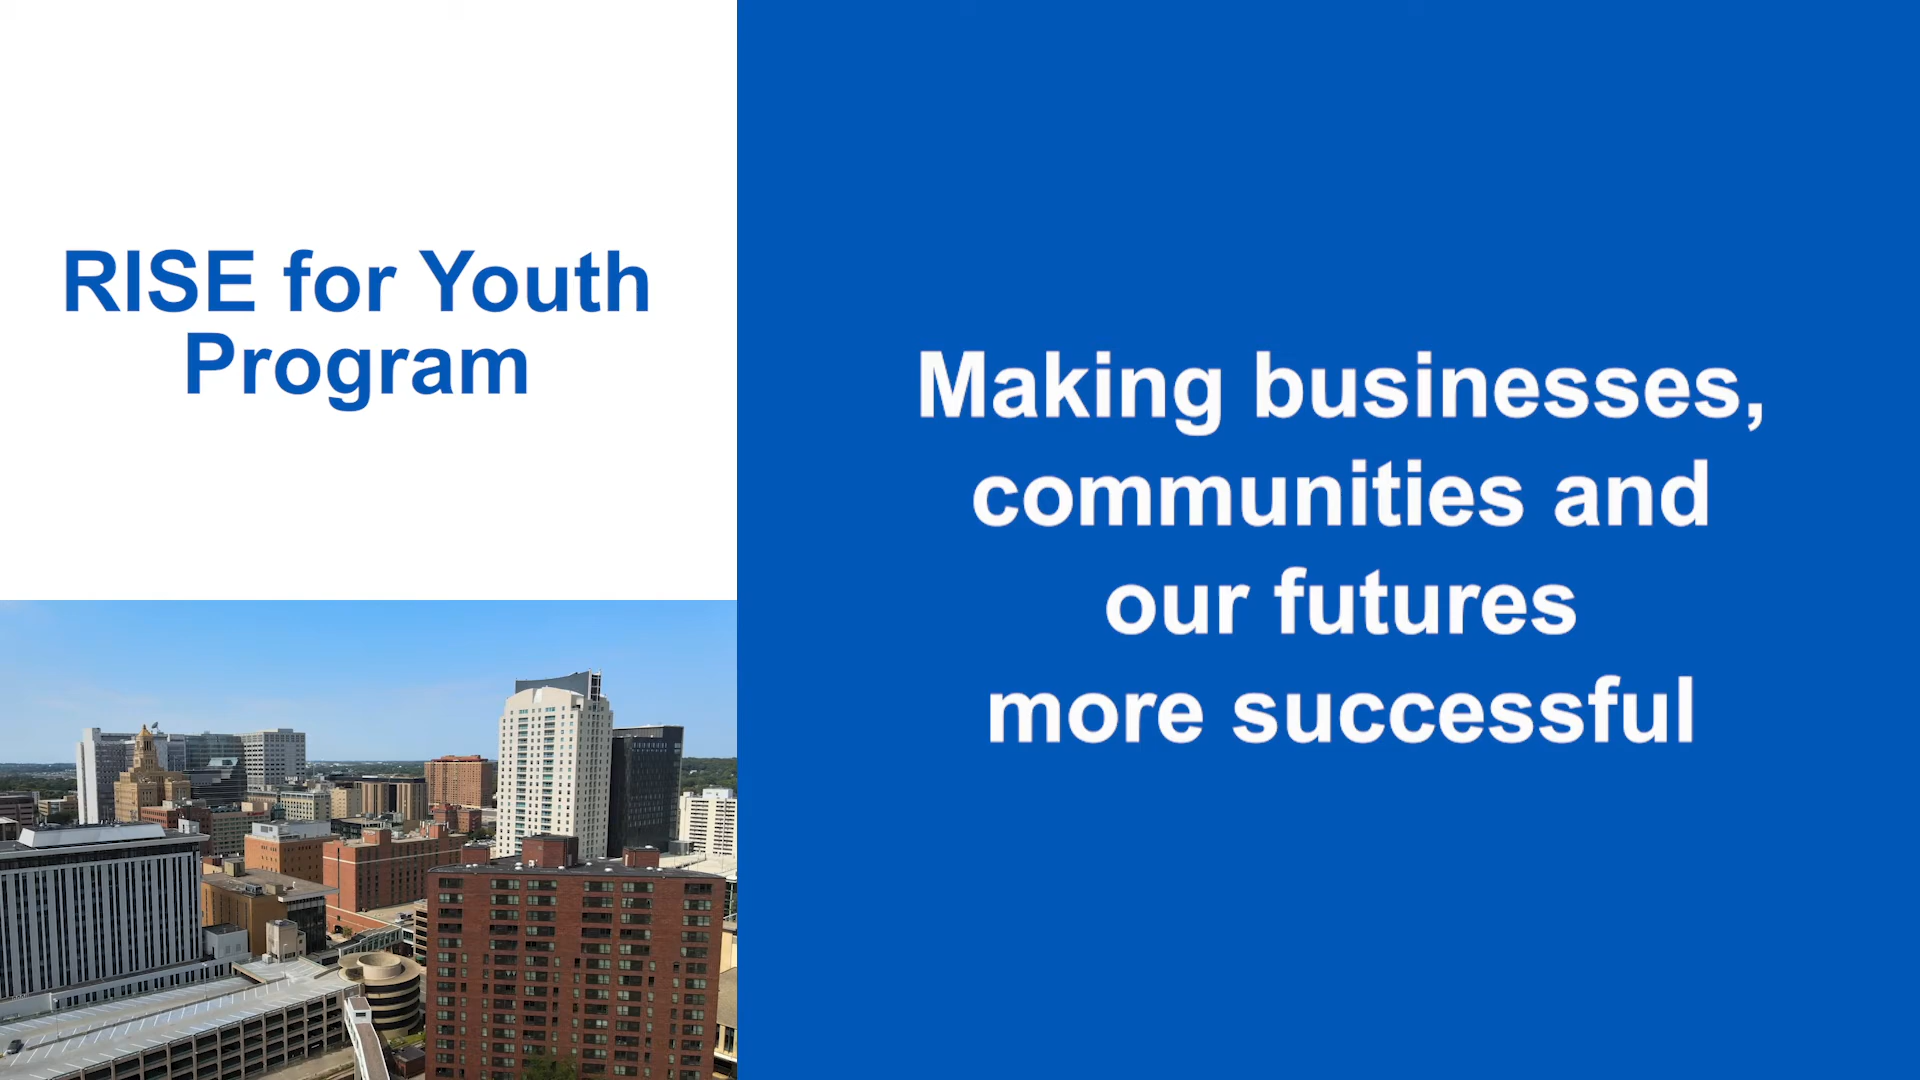 RISE for Youth
Program
Making businesses,
communities and
our futures
more successful